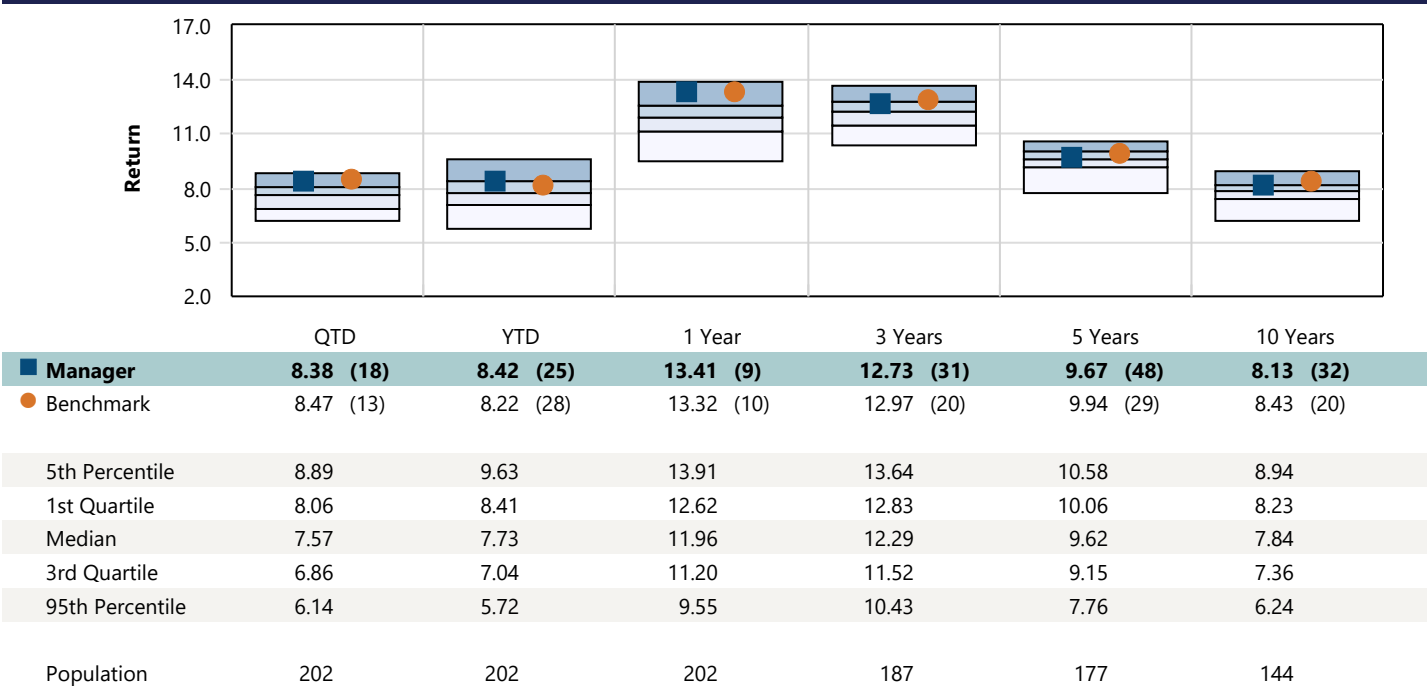 17.0
14.0
11.0
8.0
5.0
2.0
Return
QTD YTD 1 Year 3 Years 5 Years 10 Years
Manager 8.38 (18) 8.42 (25) 13.41 (9) 12.73 (31) 9.67 (48) 8.13 (32)
Benchmark 8.47 (13) 8.22 (28) 13.32 (10) 12.97 (20) 9.94 (29) 8.43 (20)
5th Percentile 8.89 9.63 13.91 13.64 10.58 8.94
1st Quartile 8.06 8.41 12.62 12.83 10.06 8.23
Median 7.57 7.73 11.96 12.29 9.62 7.84
3rd Quartile 6.86 7.04 11.20 11.52 9.15 7.36
95th Percentile 6.14 5.72 9.55 10.43 7.76 6.24
Population 202 202 202 187 177 144